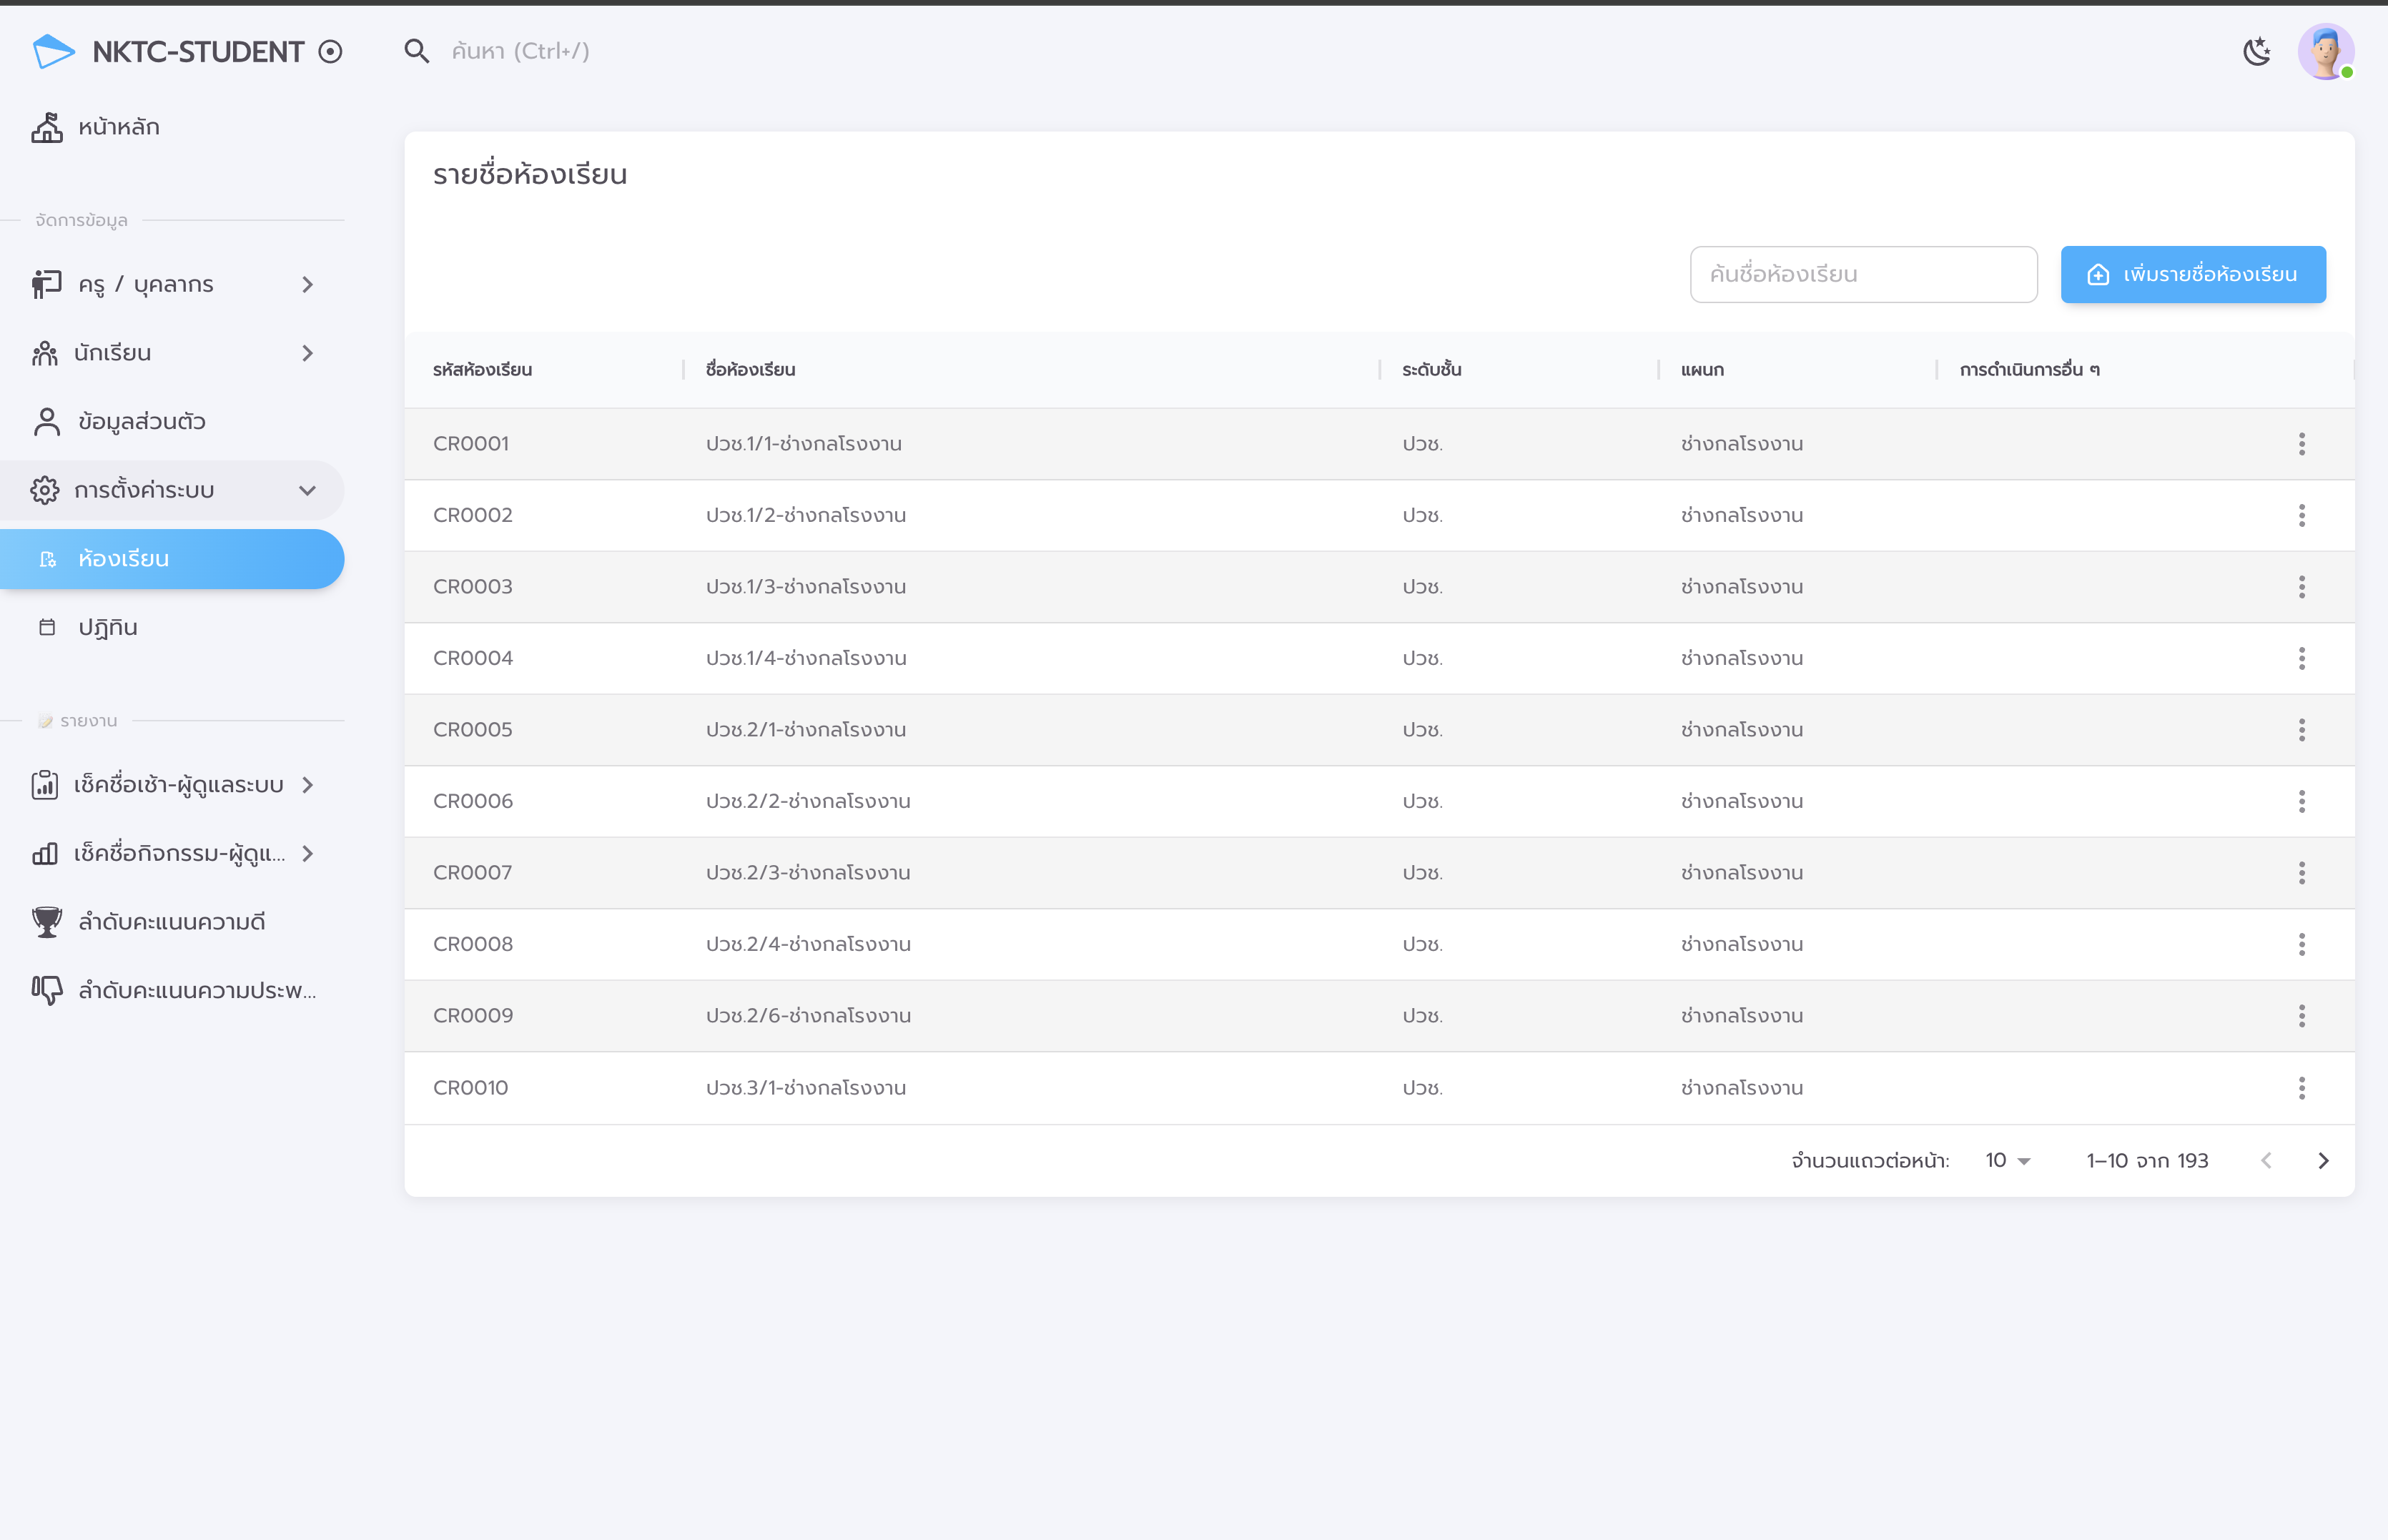 NKTC-STUDENT
ค้นหา (Ctrl+/)
หน้าหลัก
จัดการข้อมูล
ครู / บุคลากร
นักเรียน
ข้อมูลส่วนตัว
การตั้งค่าระบบ
ห้องเรียน
ปฏิทิน
รายงาน
เช็คชื่อเช้า-ผู้ดูแลระบบ
เช็คชื่อกิจกรรม-ผู้ดูแ...
ลำดับคะแนนความดี
ลำดับคะแนนความประพ...
รายชื่อห้องเรียน
ค้นชื่อห้องเรียน
เพิ่มรายชื่อห้องเรียน
รหัสห้องเรียน ชื่อห้องเรียน ระดับชั้น แผนก การดำเนินการอื่น ๆ
CR0001 ปวช.1/1-ช่างกลโรงงาน ปวช. ช่างกลโรงงาน
CR0002 ปวช.1/2-ช่างกลโรงงาน ปวช. ช่างกลโรงงาน
CR0003 ปวช.1/3-ช่างกลโรงงาน ปวช. ช่างกลโรงงาน
CR0004 ปวช.1/4-ช่างกลโรงงาน ปวช. ช่างกลโรงงาน
CR0005 ปวช.2/1-ช่างกลโรงงาน ปวช. ช่างกลโรงงาน
CR0006 ปวช.2/2-ช่างกลโรงงาน ปวช. ช่างกลโรงงาน
CR0007 ปวช.2/3-ช่างกลโรงงาน ปวช. ช่างกลโรงงาน
CR0008 ปวช.2/4-ช่างกลโรงงาน ปวช. ช่างกลโรงงาน
CR0009 ปวช.2/6-ช่างกลโรงงาน ปวช. ช่างกลโรงงาน
CR0010 ปวช.3/1-ช่างกลโรงงาน ปวช. ช่างกลโรงงาน
จำนวนแถวต่อหน้า: 10 1–10 จาก 193